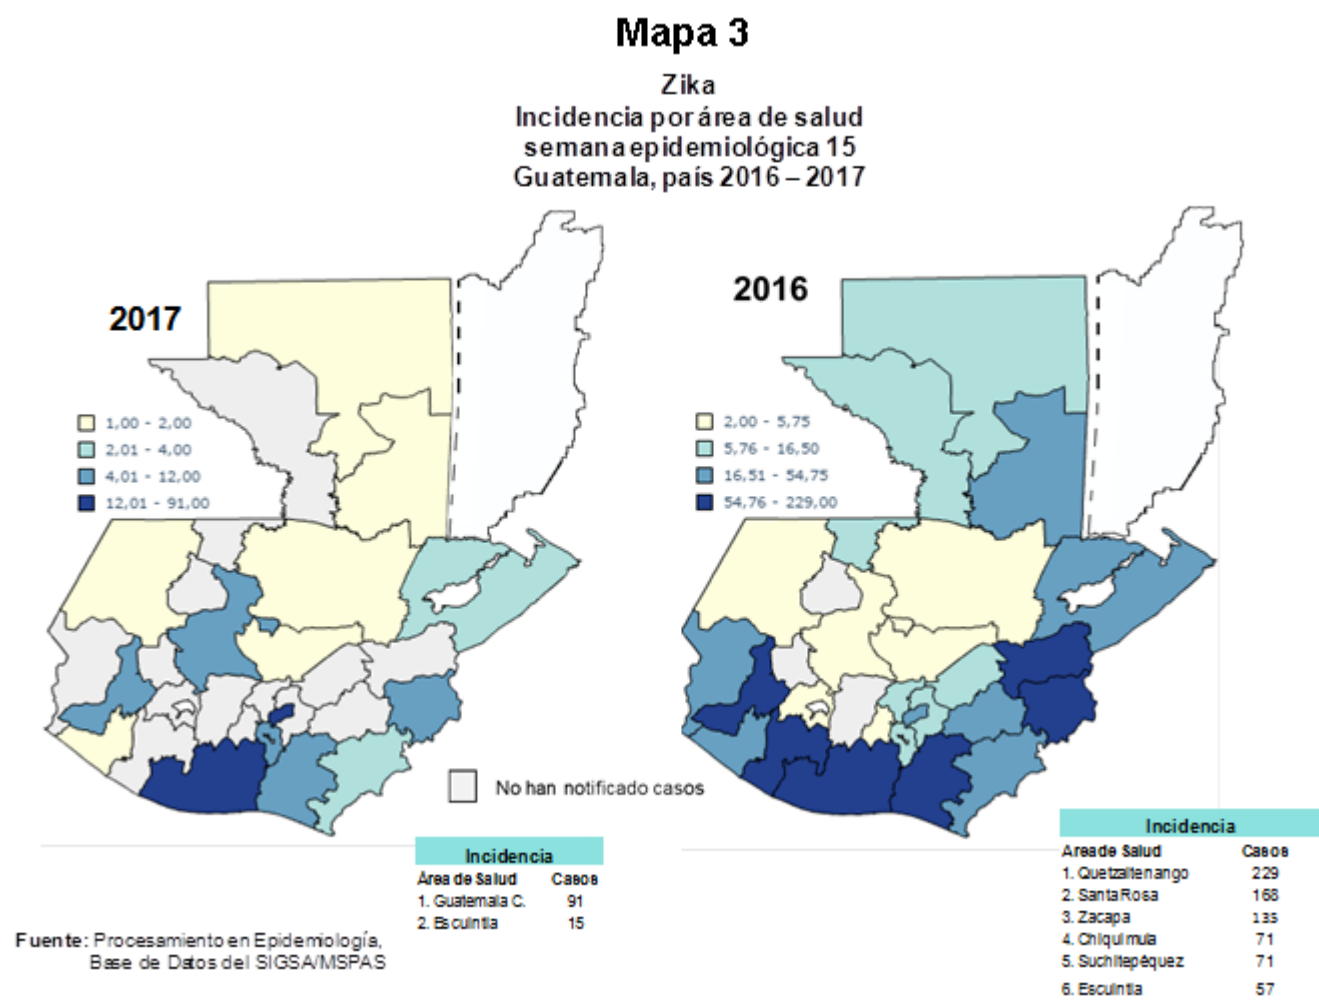 Mapa 3
Zika
Incidencia por área de salud
semana epidemiológica 15
Guatemala, país 2016 – 2017
2017
1,00 - 2,00
2,01 - 4,00
4,01 - 12,00
12,01 - 91,00
2016
2,00 - 5,75
5,76 - 16,50
16,51 - 54,75
54,76 - 229,00
No han notificado casos
Incidencia
Área de Salud Casos
1. Guatemala C. 91
2. Escuintla 15
Incidencia
Area de Salud Casos
1. Quetzaltenango 229
2. Santa Rosa 168
3. Zacapa 135
4. Chiquimula 71
5. Suchitepéquez 71
6. Escuintla 57
Fuente: Procesamiento en Epidemiología,
Base de Datos del SIGSA/MSPAS